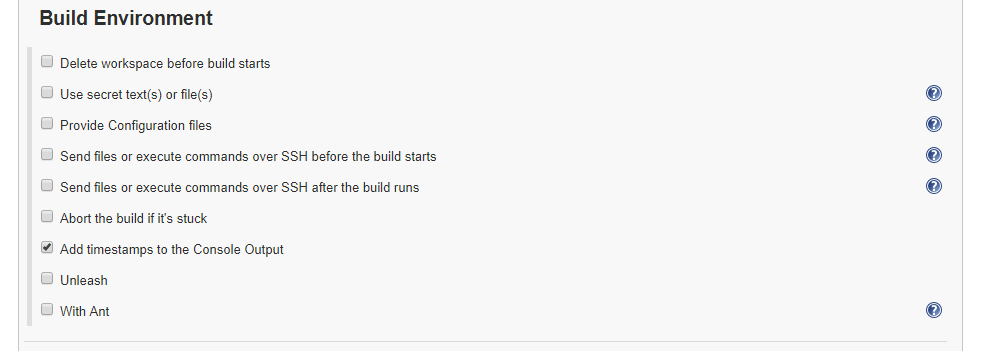 Build Environment
Delete workspace before build starts
Use secret text(s) or file(s)
?
Provide Configuration files
?
Send files or execute commands over SSH before the build starts
?
Send files or execute commands over SSH after the build runs
?
Abort the build if it's stuck
Add timestamps to the Console Output
Unleash
With Ant
?